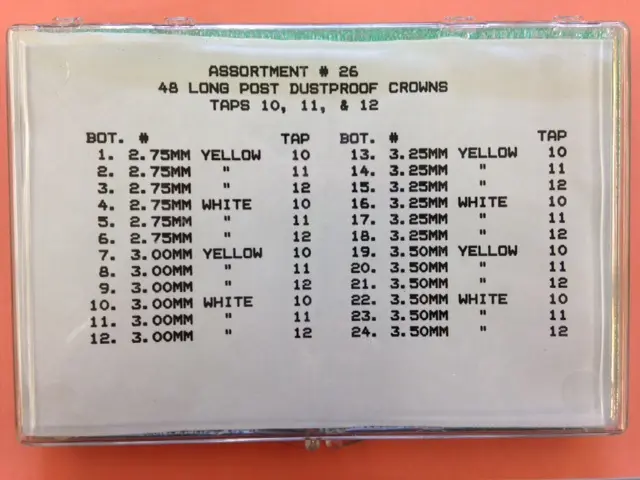 ASSORTMENT # 26
48 LONG POST DUSTPROOF CROWNS
TAPS 10, 11, & 12
BOT. # TAP
1. 2.75MM YELLOW 10
2. 2.75MM " 11
3. 2.75MM " 12
4. 2.75MM WHITE 10
5. 2.75MM " 11
6. 2.75MM " 12
7. 3.00MM YELLOW 10
8. 3.00MM " 11
9. 3.00MM " 12
10. 3.00MM WHITE 10
11. 3.00MM " 11
12. 3.00MM " 12
BOT. # TAP
13. 3.25MM YELLOW 10
14. 3.25MM " 11
15. 3.25MM " 12
16. 3.25MM WHITE 10
17. 3.25MM " 11
18. 3.25MM " 12
19. 3.50MM YELLOW 10
20. 3.50MM " 11
21. 3.50MM " 12
22. 3.50MM WHITE 10
23. 3.50MM " 11
24. 3.50MM " 12